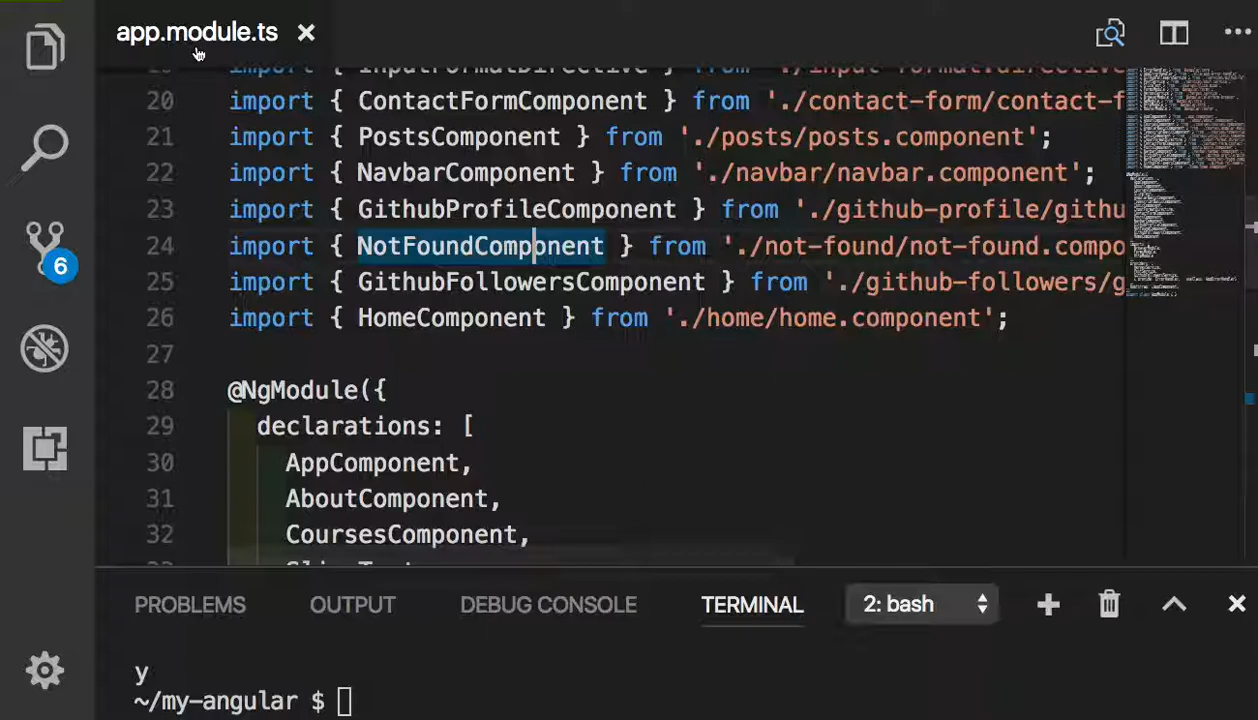 app.module.ts
20 import { ContactFormComponent } from './contact-form/contact-f
21 import { PostsComponent } from './posts/posts.component';
22 import { NavbarComponent } from './navbar/navbar.component';
23 import { GithubProfileComponent } from './github-profile/githu
24 import { NotFoundComponent } from './not-found/not-found.compo
25 import { GithubFollowersComponent } from './github-followers/g
26 import { HomeComponent } from './home/home.component';
27
28 @NgModule({
29 declarations: [
30 AppComponent,
31 AboutComponent,
32 CoursesComponent,
6
PROBLEMS OUTPUT DEBUG CONSOLE TERMINAL 2: bash
y
~/my-angular $